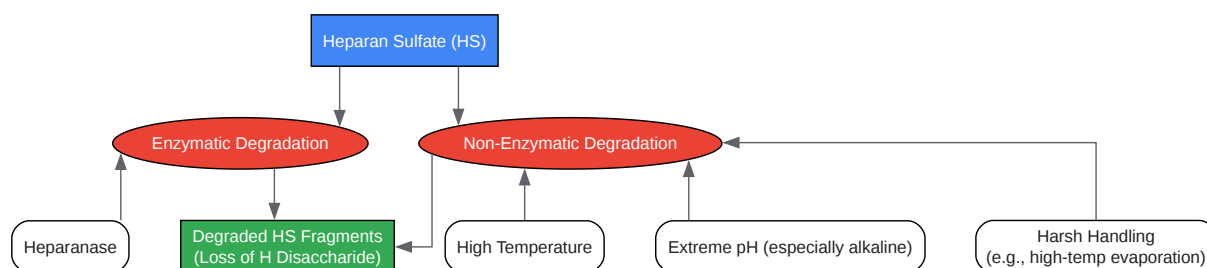 Heparan Sulfate (HS)
Enzymatic Degradation
Non-Enzymatic Degradation
Heparanase
Degraded HS Fragments
(Loss of H Disaccharide)
High Temperature
Extreme pH (especially alkaline)
Harsh Handling
(e.g., high-temp evaporation)